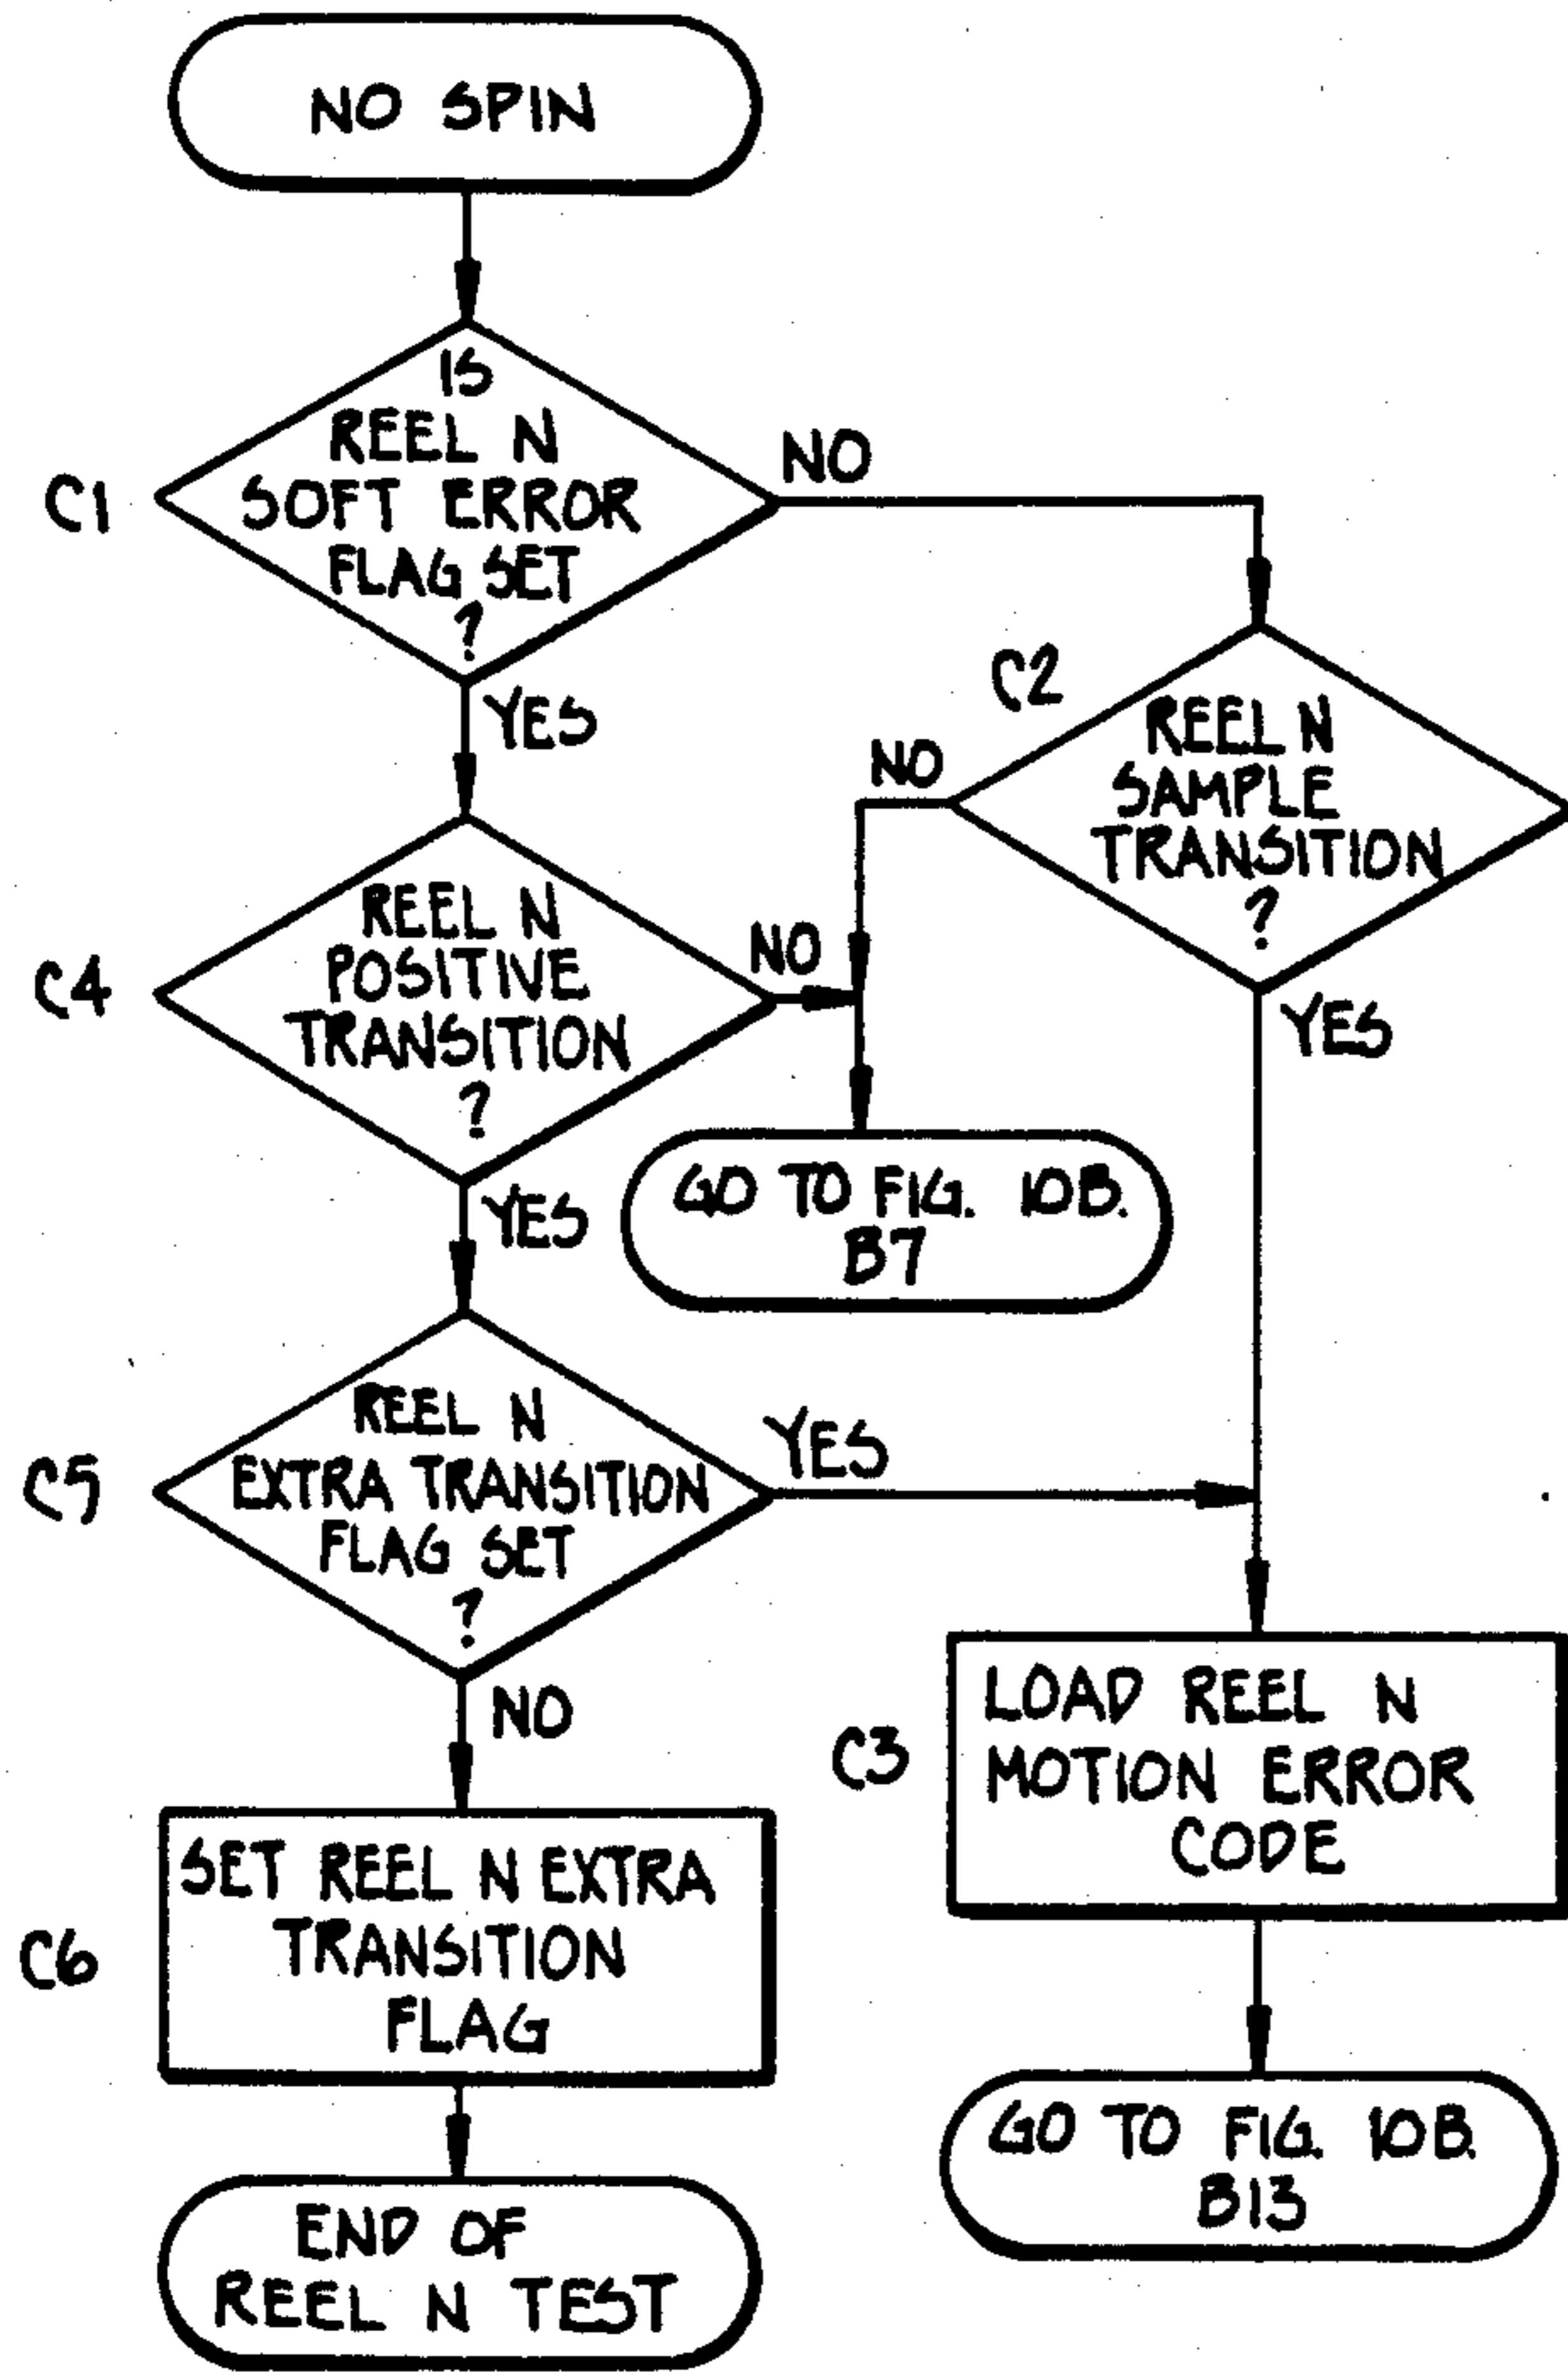 NO SPIN
IS
REEL N
SOFT ERROR
FLAG SET
?
C1
NO
YES
C2
REEL N
SAMPLE
TRANSITION
?
NO
YES
C4
REEL N
POSITIVE
TRANSITION
?
NO
YES
GO TO FIG. 10B.
B7
C5
REEL N
EXTRA TRANSITION
FLAG SET
?
YES
NO
C3
LOAD REEL N
MOTION ERROR
CODE
C6
SET REEL N EXTRA
TRANSITION
FLAG
GO TO FIG. 10B.
B13
END OF
REEL N TEST